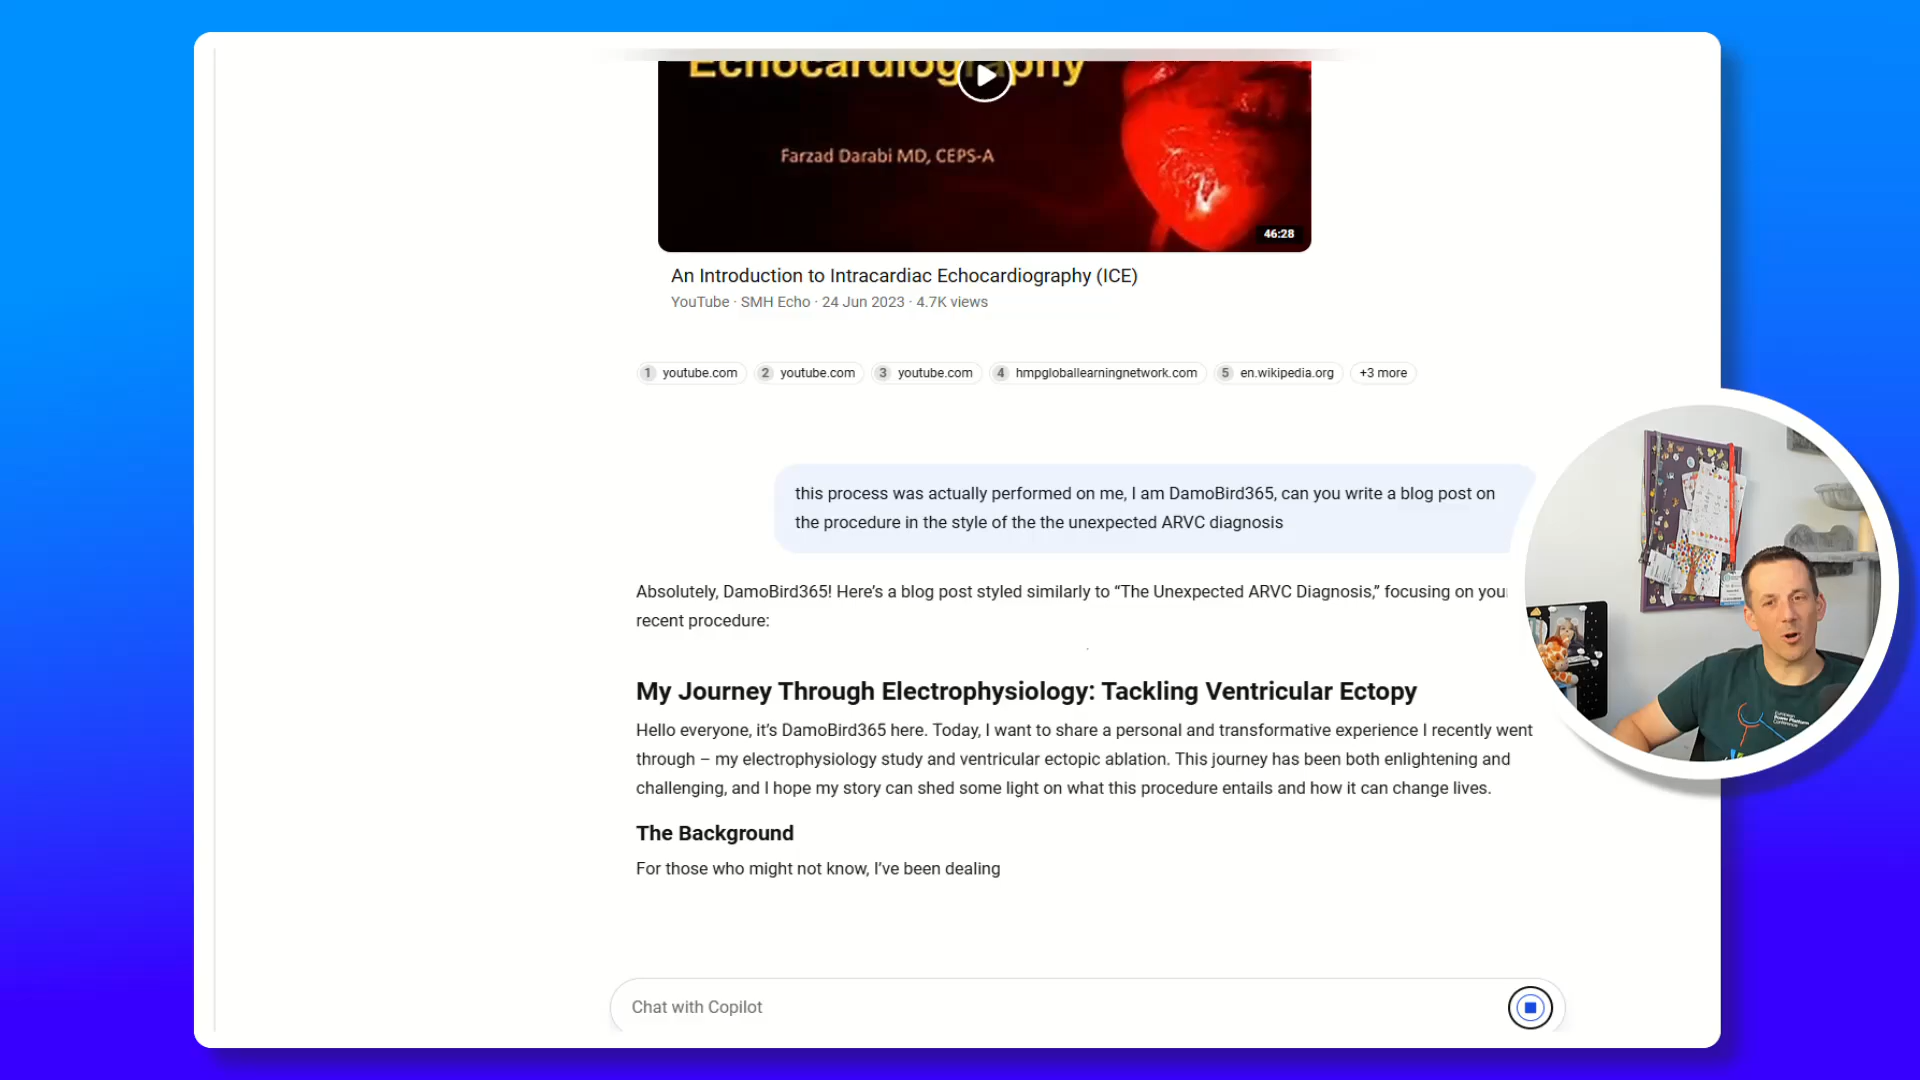 Echocardiography
Farzad Darabi MD, CEPS-A
46:28
An Introduction to Intracardiac Echocardiography (ICE)
YouTube · SMH Echo · 24 Jun 2023 · 4.7K views
1 youtube.com 2 youtube.com 3 youtube.com 4 hmpgloballearningnetwork.com 5 en.wikipedia.org +3 more
this process was actually performed on me, I am DamoBird365, can you write a blog post on
the procedure in the style of the the unexpected ARVC diagnosis
Absolutely, DamoBird365! Here’s a blog post styled similarly to “The Unexpected ARVC Diagnosis,” focusing on you
recent procedure:
My Journey Through Electrophysiology: Tackling Ventricular Ectopy
Hello everyone, it’s DamoBird365 here. Today, I want to share a personal and transformative experience I recently went
through – my electrophysiology study and ventricular ectopic ablation. This journey has been both enlightening and
challenging, and I hope my story can shed some light on what this procedure entails and how it can change lives.
The Background
For those who might not know, I’ve been dealing
Chat with Copilot
European
Power Platform
Conference